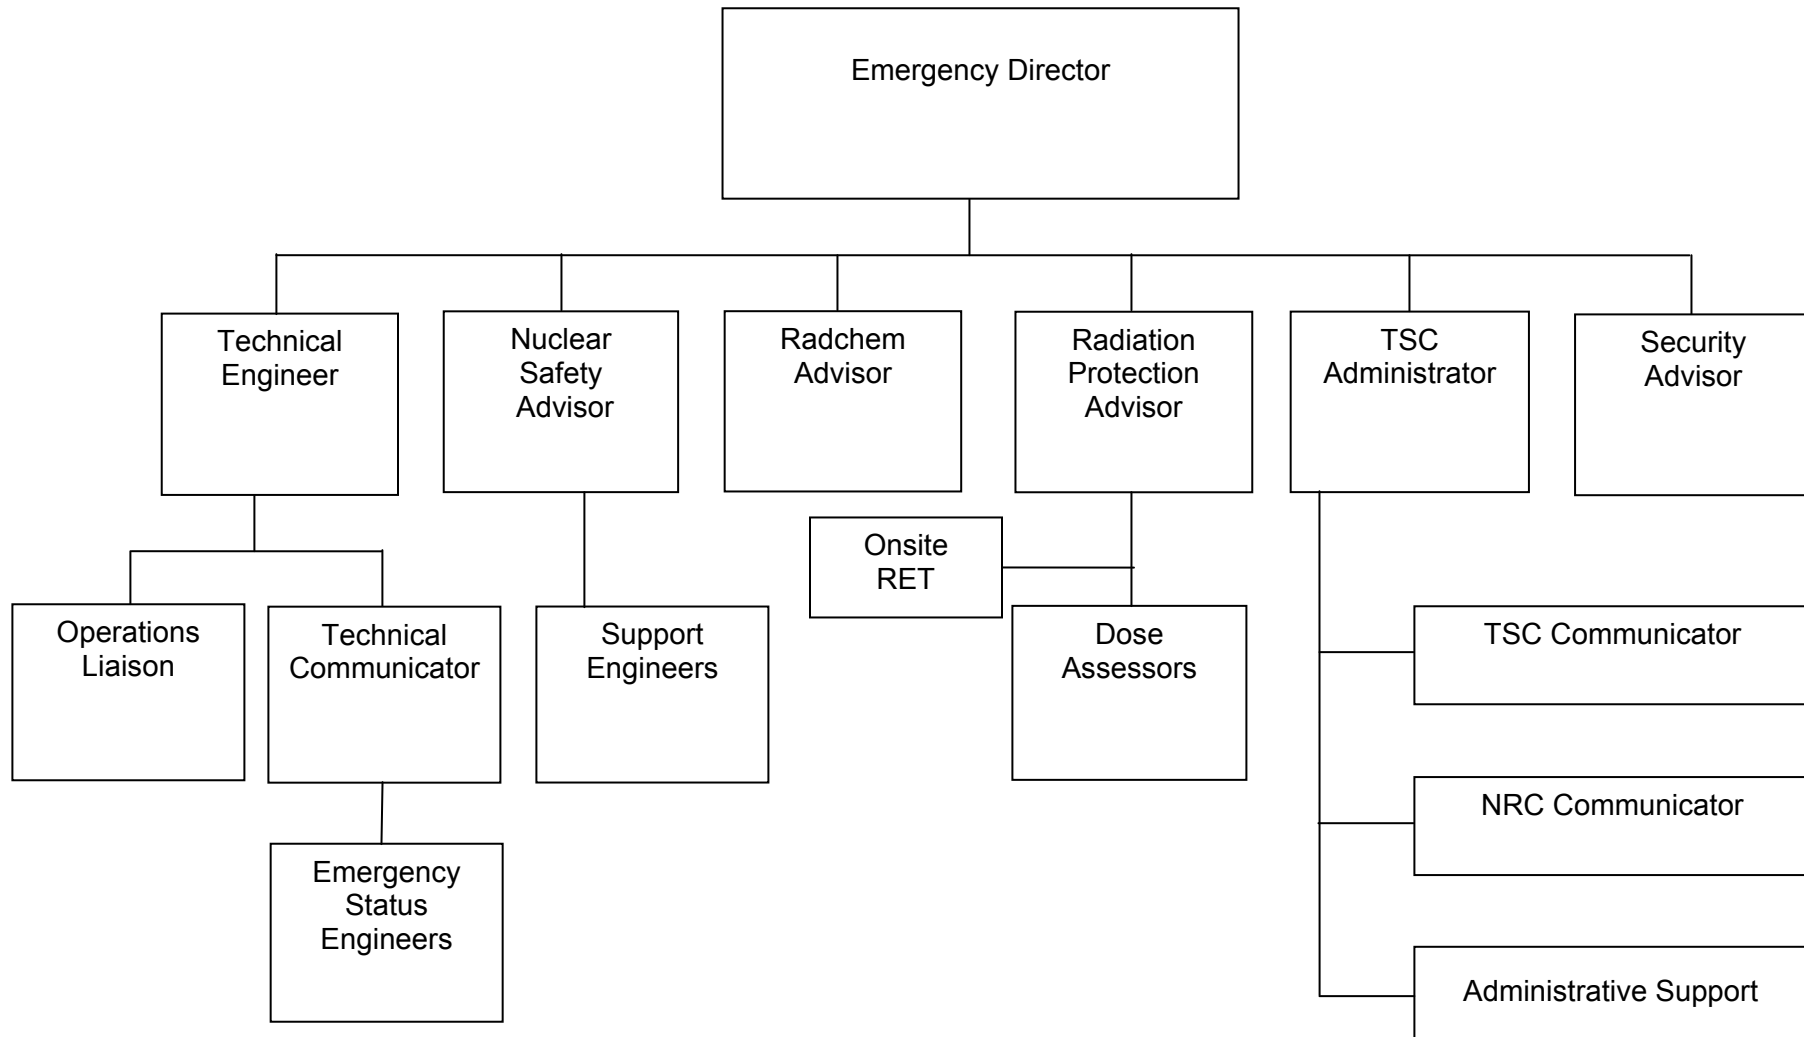 Emergency Director
Technical
Engineer
Nuclear
Safety
Advisor
Radchem
Advisor
Radiation
Protection
Advisor
TSC
Administrator
Security
Advisor
Onsite
RET
Operations
Liaison
Technical
Communicator
Support
Engineers
Dose
Assessors
TSC Communicator
NRC Communicator
Emergency
Status
Engineers
Administrative Support